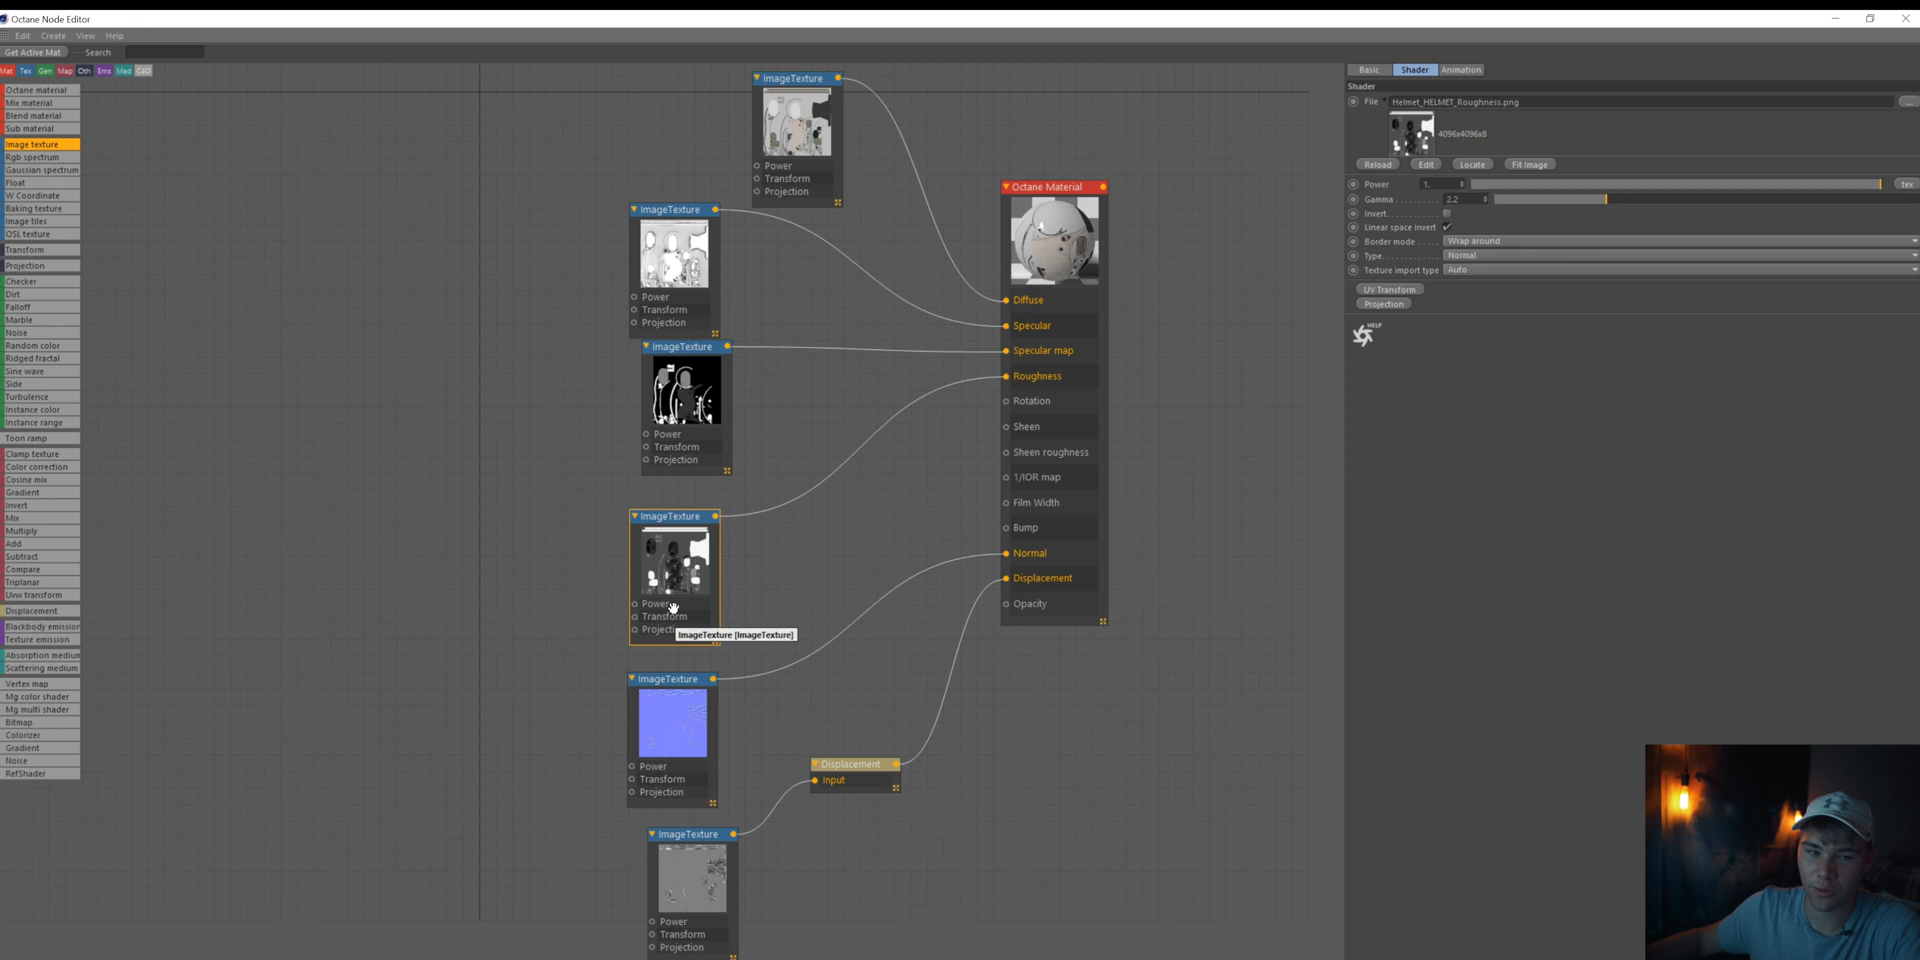 Octane Node Editor
Edit Create View Help
Get Active Mat Search
Mat Tex Gen Map Oth Ems Med C4D
Octane material
Mix material
Blend material
Sub material
Image texture
Rgb spectrum
Gaussian spectrum
Float
W Coordinate
Baking texture
Image tiles
OSL texture
Transform
Projection
Checker
Dirt
Falloff
Marble
Noise
Random color
Ridged fractal
Sine wave
Side
Turbulence
Instance color
Instance range
Toon ramp
Clamp texture
Color correction
Cosine mix
Gradient
Invert
Mix
Multiply
Add
Subtract
Compare
Triplanar
Uvw transform
Displacement
Blackbody emission
Texture emission
Absorption medium
Scattering medium
Vertex map
Mg color shader
Mg multi shader
Bitmap
Colorizer
Gradient
Noise
RefShader
ImageTexture
Power
Transform
Projection
ImageTexture
Power
Transform
Projection
ImageTexture
Power
Transform
Projection
ImageTexture
Power
Transform
Projecti
ImageTexture [ImageTexture]
ImageTexture
Power
Transform
Projection
ImageTexture
Power
Transform
Projection
Displacement
Input
Octane Material
Diffuse
Specular
Specular map
Roughness
Rotation
Sheen
Sheen roughness
1/IOR map
Film Width
Bump
Normal
Displacement
Opacity
Basic Shader Animation
Shader
File Helmet_HELMET_Roughness.png ...
4096x4096x8
Reload Edit Locate Fit Image
Power 1. tex
Gamma .......... 2.2
Invert............
Linear space invert
Border mode ..... Wrap around
Type............. Normal
Texture import type Auto
UV Transform
Projection
HELP